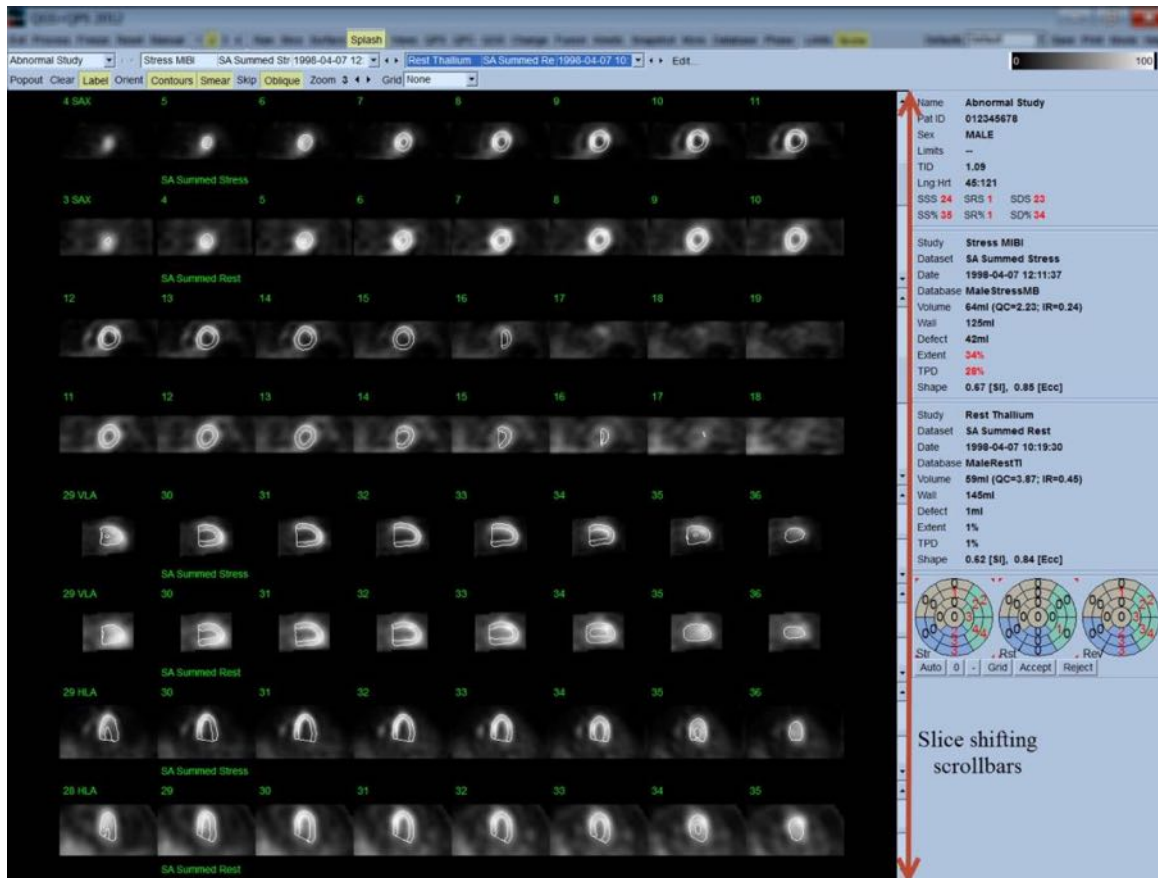 QGS+QPS 2012
Splash
Abnormal Study Stress MIBI SA Summed Str 1998-04-07 12: Rest Thallium SA Summed Re 1998-04-07 10: Edit...
0 100
Popout Clear Label Orient Contours Smear Skip Oblique Zoom 3 Grid None
4 SAX 5 6 7 8 9 10 11
SA Summed Stress
3 SAX 4 5 6 7 8 9 10
SA Summed Rest
12 13 14 15 16 17 18 19
11 12 13 14 15 16 17 18
29 VLA 30 31 32 33 34 35 36
SA Summed Stress
29 VLA 30 31 32 33 34 35 36
SA Summed Rest
29 HLA 30 31 32 33 34 35 36
SA Summed Stress
28 HLA 29 30 31 32 33 34 35
SA Summed Rest
Name Abnormal Study
Pat ID 012345678
Sex MALE
Limits --
TID 1.09
Lng:Hrt 45:121
SSS 24 SRS 1 SDS 23
SS% 35 SR% 1 SD% 34
Study Stress MIBI
Dataset SA Summed Stress
Date 1998-04-07 12:11:37
Database MaleStressMB
Volume 64ml (QC=2.23; IR=0.24)
Wall 125ml
Defect 42ml
Extent 34%
TPD 28%
Shape 0.67 [SI], 0.85 [Ecc]
Study Rest Thallium
Dataset SA Summed Rest
Date 1998-04-07 10:19:30
Database MaleRestTl
Volume 59ml (QC=3.87; IR=0.45)
Wall 145ml
Defect 1ml
Extent 1%
TPD 1%
Shape 0.62 [SI], 0.84 [Ecc]
Str Rst Rev
Auto 0 - Grid Accept Reject
Slice shifting
scrollbars